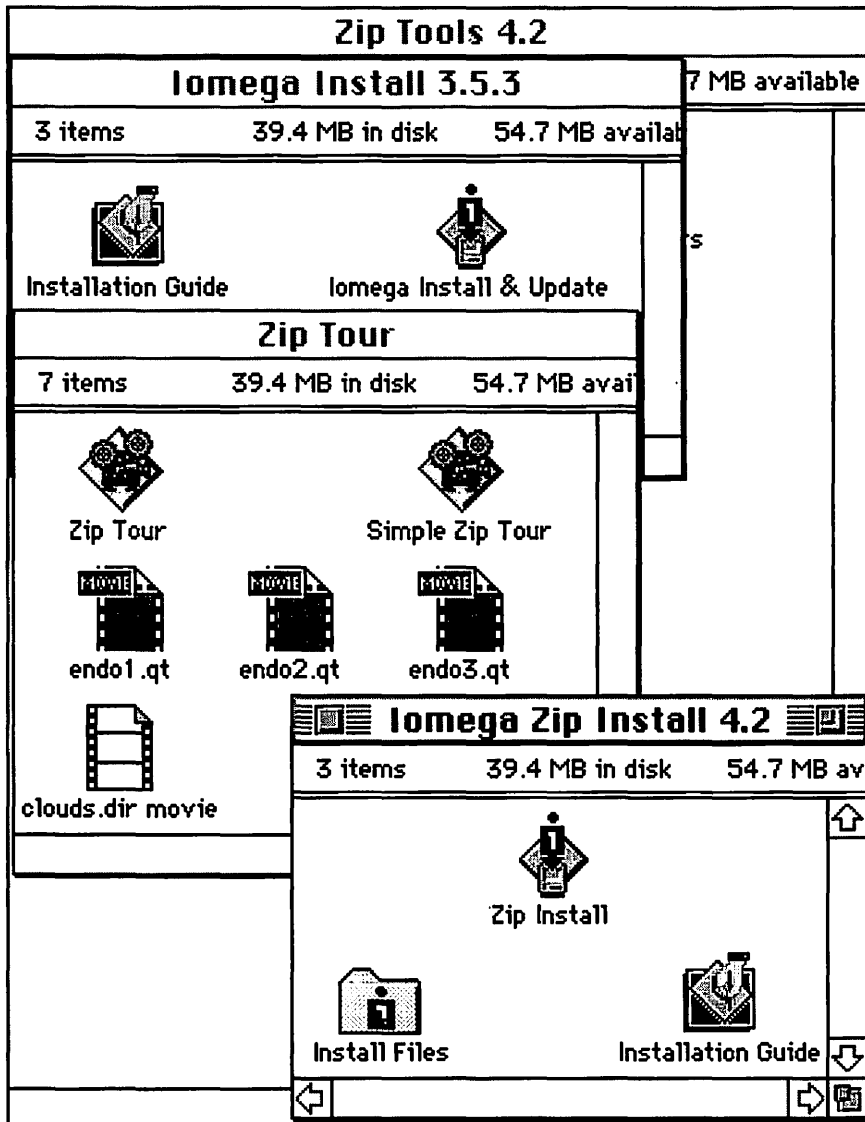 Zip Tools 4.2
Iomega Install 3.5.3
7 MB available
3 items 39.4 MB in disk 54.7 MB availab
rs
Installation Guide Iomega Install & Update
Zip Tour
7 items 39.4 MB in disk 54.7 MB avai
Zip Tour Simple Zip Tour
MOVIE MOVIE MOVIE
endo1.qt endo2.qt endo3.qt
Iomega Zip Install 4.2
3 items 39.4 MB in disk 54.7 MB av
clouds.dir movie
Zip Install
Install Files Installation Guide